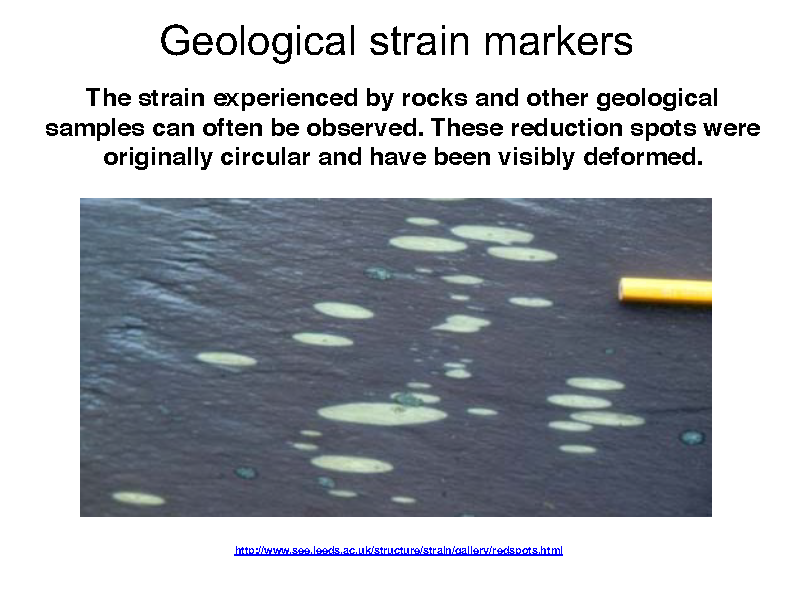 Geological strain markers
The strain experienced by rocks and other geological
samples can often be observed. These reduction spots were
originally circular and have been visibly deformed.
http://www.see.leeds.ac.uk/structure/strain/gallery/redspots.html